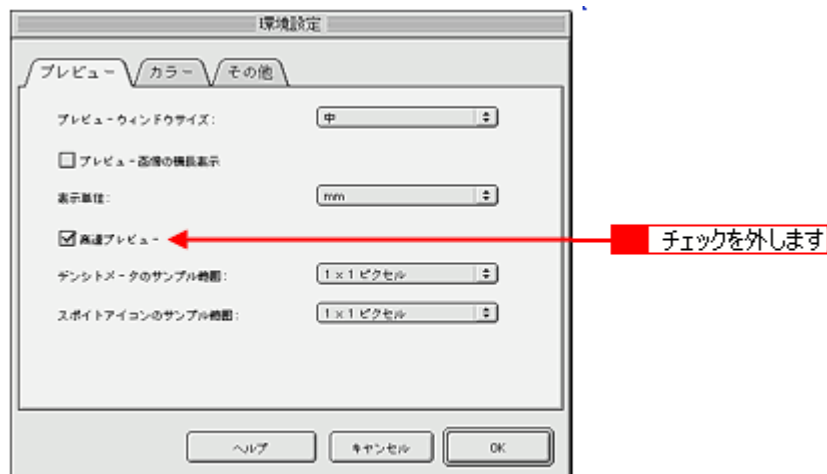 環境設定
プレビュー カラー その他
プレビューウィンドウサイズ: 中
プレビュー画像の横長表示
表示単位: mm
高速プレビュー チェックを外します
デンシトメータのサンプル範囲: 1 x 1 ピクセル
スポイトアイコンのサンプル範囲: 1 x 1 ピクセル
ヘルプ キャンセル OK